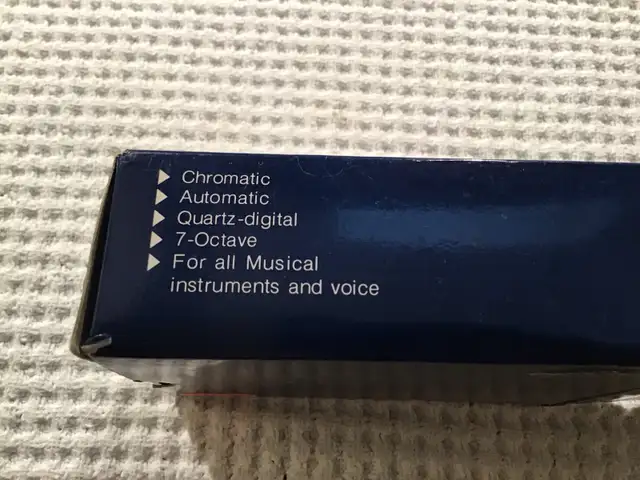 ▶ Chromatic
▶ Automatic
▶ Quartz-digital
▶ 7-Octave
▶ For all Musical
instruments and voice